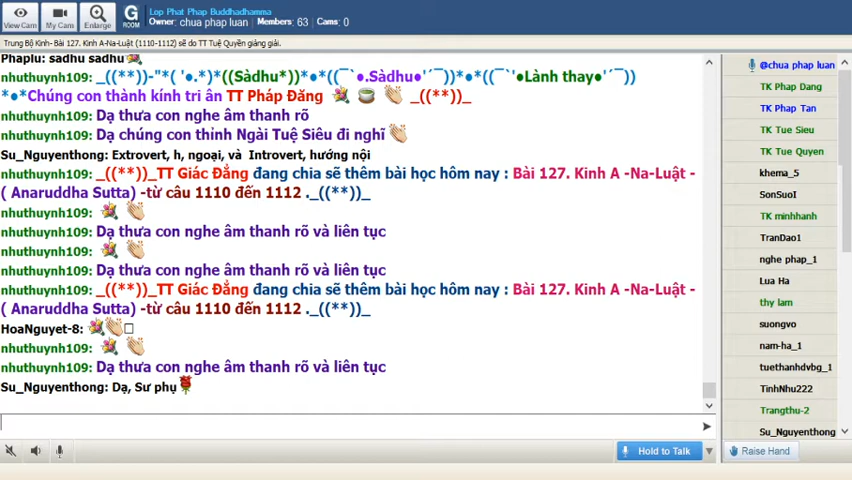 View Cam
My Cam
Enlarge
G
ROOM
Lop Phat Phap Buddhadhamma
Owner: chua phap luan Members: 63 Cams: 0
Trung Bộ Kinh- Bài 127. Kinh A-Na-Luật (1110-1112) sẽ do TT Tuệ Quyền giảng giải.
Phaplu: sadhu sadhu
nhuthuynh109: _((**))-"*( '●.*)*((Sàdhu*))*●*((¯`●.Sàdhu●'´¯))*●*((¯`'●Lành thay●'´¯))
*●*Chúng con thành kính tri ân TT Pháp Đăng _((**))_
nhuthuynh109: Dạ thưa con nghe âm thanh rõ
nhuthuynh109: Dạ chúng con thỉnh Ngài Tuệ Siêu đi nghĩ
Su_Nguyenthong: Extrovert, h, ngoại, và Introvert, hướng nội
nhuthuynh109: _((**))_TT Giác Đẳng đang chia sẽ thêm bài học hôm nay : Bài 127. Kinh A -Na-Luật -
( Anaruddha Sutta) -từ câu 1110 đến 1112 ._((**))_
nhuthuynh109:
nhuthuynh109: Dạ thưa con nghe âm thanh rõ và liên tục
nhuthuynh109:
nhuthuynh109: Dạ thưa con nghe âm thanh rõ và liên tục
nhuthuynh109: _((**))_TT Giác Đẳng đang chia sẽ thêm bài học hôm nay : Bài 127. Kinh A -Na-Luật -
( Anaruddha Sutta) -từ câu 1110 đến 1112 ._((**))_
HoaNguyet-8:
nhuthuynh109:
nhuthuynh109: Dạ thưa con nghe âm thanh rõ và liên tục
Su_Nguyenthong: Dạ, Sư phụ
Hold to Talk
@chua phap luan
TK Phap Dang
TK Phap Tan
TK Tue Sieu
TK Tue Quyen
khema_5
SonSuoI
TK minhhanh
TranDao1
nghe phap_1
Lua Ha
thy lam
suongvo
nam-ha_1
tuethanhdvbg_1
TinhNhu222
Trangthu-2
Su_Nguyenthong
Raise Hand